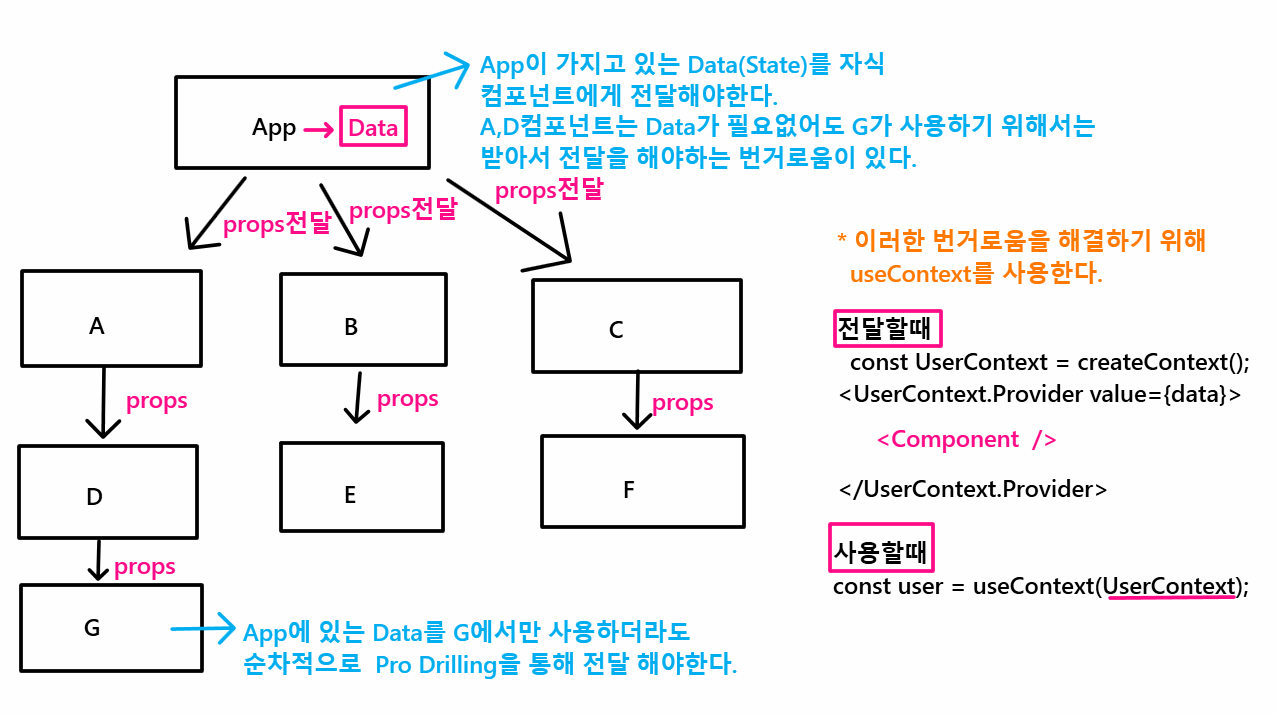 App이 가지고 있는 Data(State)를 자식
컴포넌트에게 전달해야한다.
A,D컴포넌트는 Data가 필요없어도 G가 사용하기 위해서는
받아서 전달을 해야하는 번거로움이 있다.
App
Data
props전달
props전달
props전달
A
B
C
props
props
props
D
E
F
props
G
App에 있는 Data를 G에서만 사용하더라도
순차적으로 Pro Drilling을 통해 전달 해야한다.
* 이러한 번거로움을 해결하기 위해
useContext를 사용한다.
전달할때
const UserContext = createContext();
<UserContext.Provider value={data}>
<Component />
</UserContext.Provider>
사용할때
const user = useContext(UserContext);